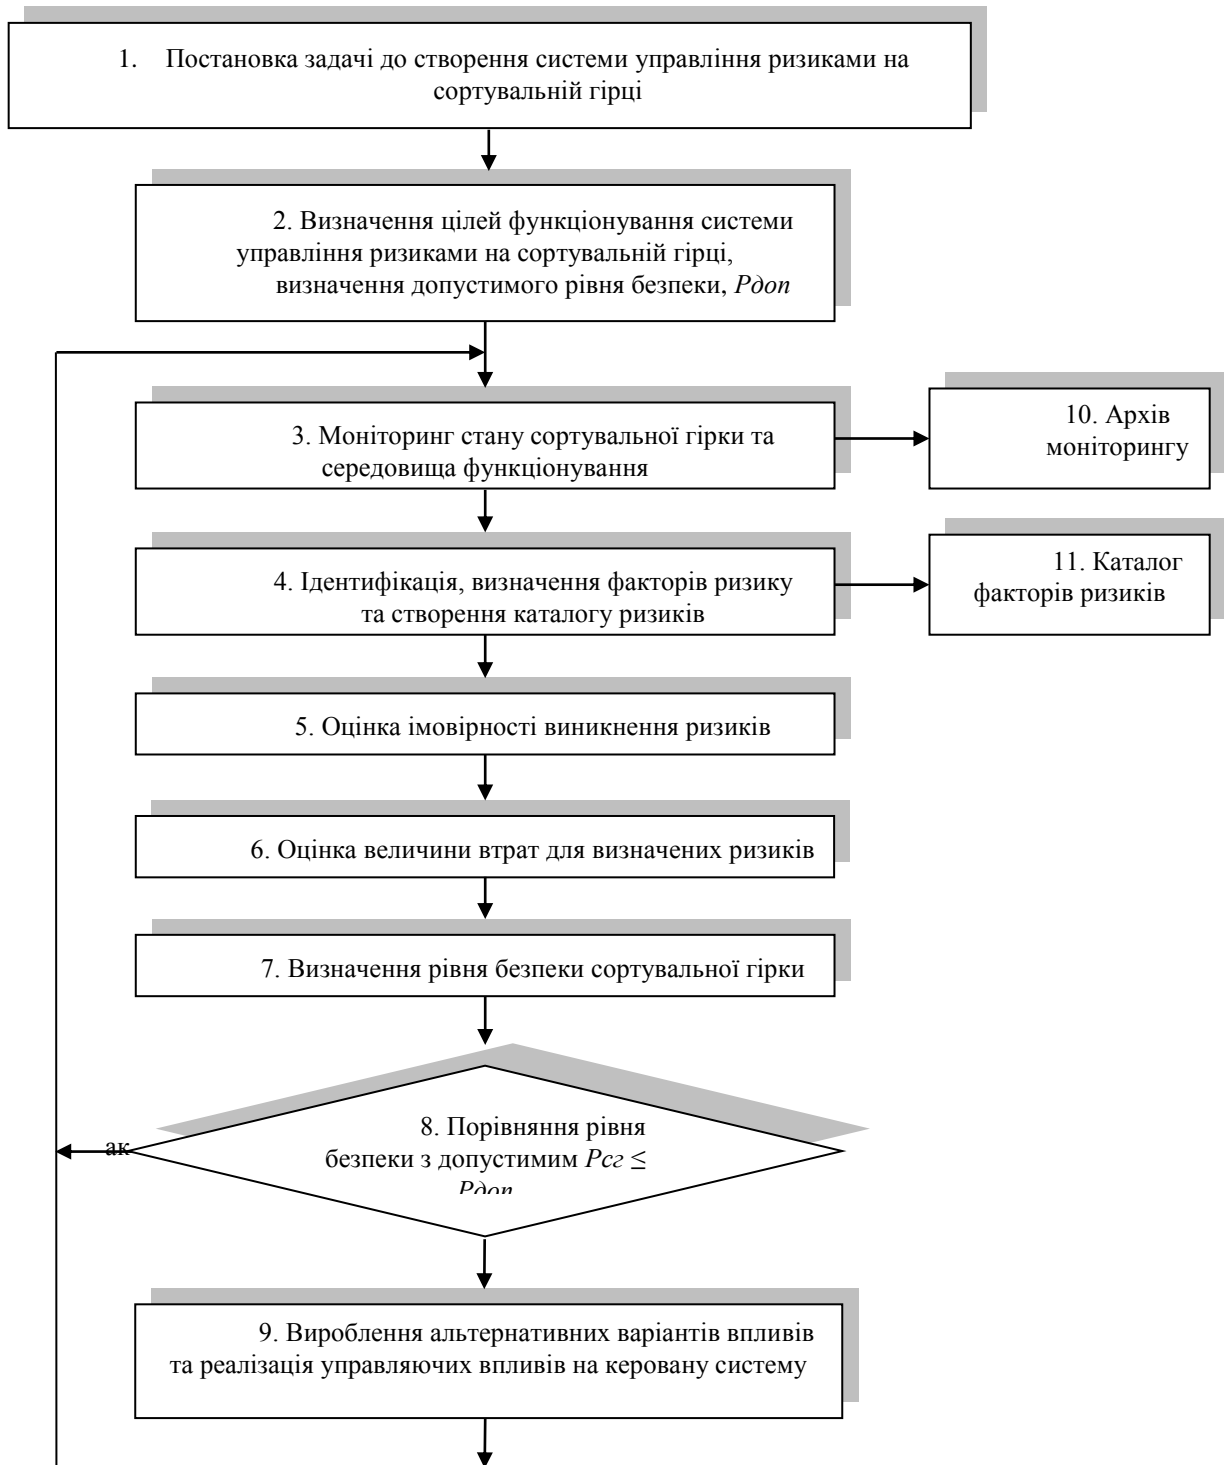 1. Постановка задачі до створення системи управління ризиками на
сортувальній гірці
2. Визначення цілей функціонування системи
управління ризиками на сортувальній гірці,
визначення допустимого рівня безпеки, Рдоп
3. Моніторинг стану сортувальної гірки та
середовища функціонування
10. Архів
моніторингу
4. Ідентифікація, визначення факторів ризику
та створення каталогу ризиків
11. Каталог
факторів ризиків
5. Оцінка імовірності виникнення ризиків
6. Оцінка величини втрат для визначених ризиків
7. Визначення рівня безпеки сортувальної гірки
ак
8. Порівняння рівня
безпеки з допустимим Рсг ≤
Рдоп
9. Вироблення альтернативних варіантів впливів
та реалізація управляючих впливів на керовану систему